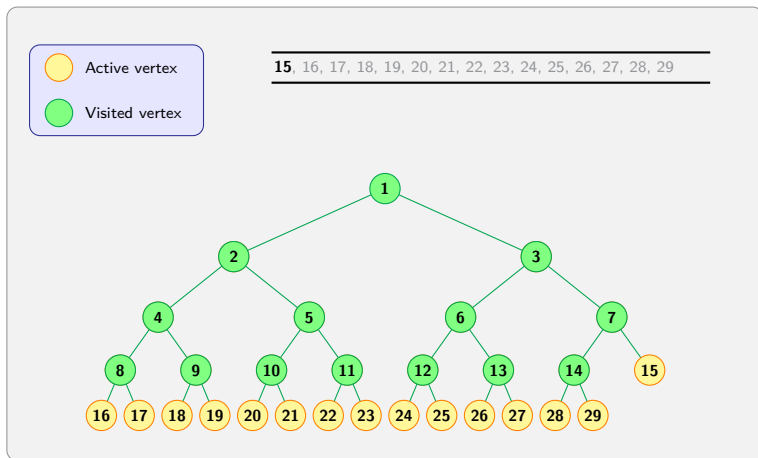 Active vertex
Visited vertex
15, 16, 17, 18, 19, 20, 21, 22, 23, 24, 25, 26, 27, 28, 29
1
2 3
4 5 6 7
8 9 10 11 12 13 14 15
16 17 18 19 20 21 22 23 24 25 26 27 28 29